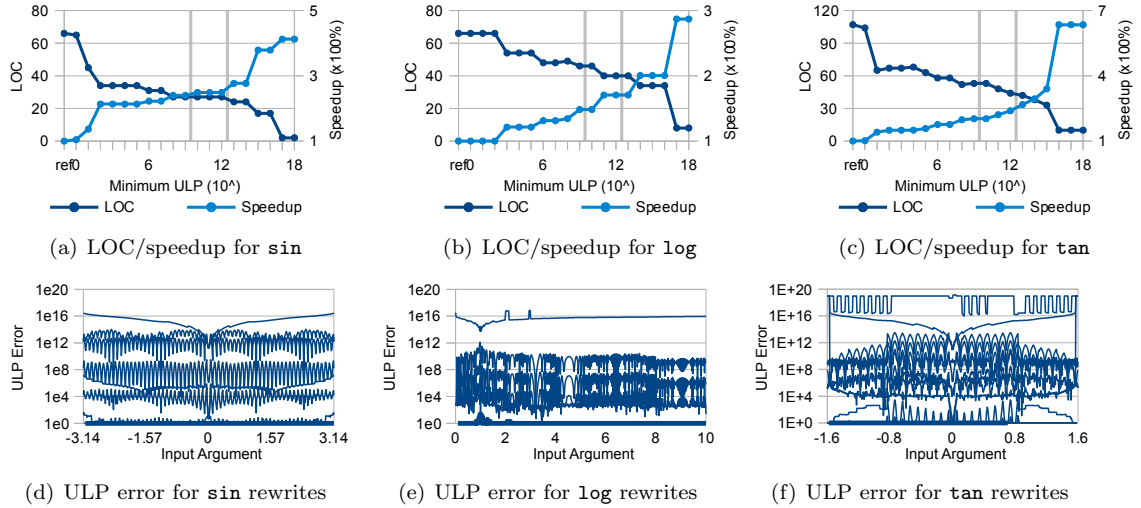 80
60
40
20
0
LOC
5
3
1
Speedup (x100%)
ref0
6
12
18
Minimum ULP (10^)
LOC
Speedup
(a) LOC/speedup for sin
80
60
40
20
0
LOC
3
2
1
Speedup (x100%)
ref0
6
12
18
Minimum ULP (10^)
LOC
Speedup
(b) LOC/speedup for log
120
90
60
30
0
LOC
7
4
1
Speedup (x100%)
ref0
6
12
18
Minimum ULP (10^)
LOC
Speedup
(c) LOC/speedup for tan
1e20
1e16
1e12
1e8
1e4
1e0
ULP Error
-3.14
-1.57
0
1.57
3.14
Input Argument
(d) ULP error for sin rewrites
1e20
1e16
1e12
1e8
1e4
1e0
ULP Error
0
2
4
6
8
10
Input Argument
(e) ULP error for log rewrites
1E+20
1E+16
1E+12
1E+8
1E+4
1E+0
ULP Error
-1.6
-0.8
0
0.8
1.6
Input Argument
(f) ULP error for tan rewrites